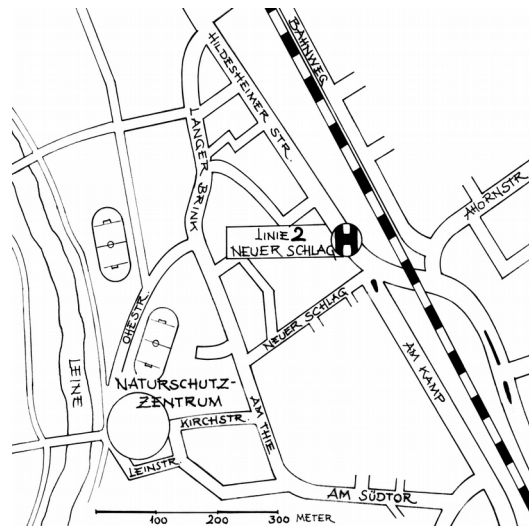 HILDESHEIMER STR.
BAHNWEG
LANGER BRINK
AHORNSTR.
LINIE 2
NEUER SCHLAG
H
OHESTR.
NEUER SCHLAG
LEINE
AM KAMP
NATURSCHUTZ-
ZENTRUM
KIRCHSTR.
AM THIE
LEINSTR.
AM SÜDTOR
100 200 300 METER